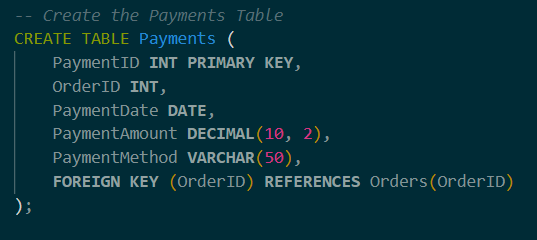 -- Create the Payments Table
CREATE TABLE Payments (
    PaymentID INT PRIMARY KEY,
    OrderID INT,
    PaymentDate DATE,
    PaymentAmount DECIMAL(10, 2),
    PaymentMethod VARCHAR(50),
    FOREIGN KEY (OrderID) REFERENCES Orders(OrderID)
);